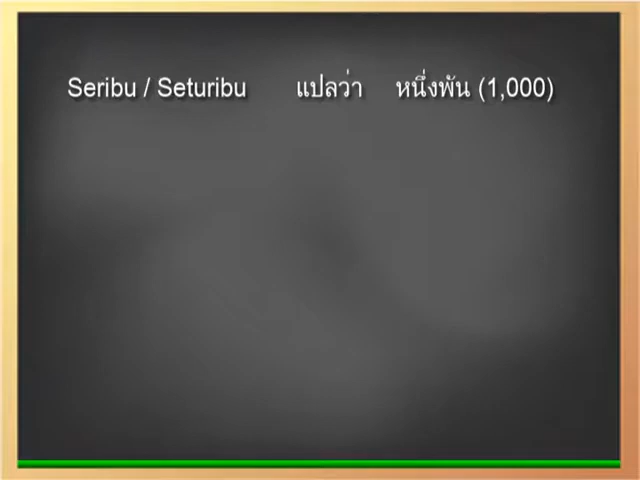 Seribu / Seturibu แปลว่า หนึ่งพัน (1,000)